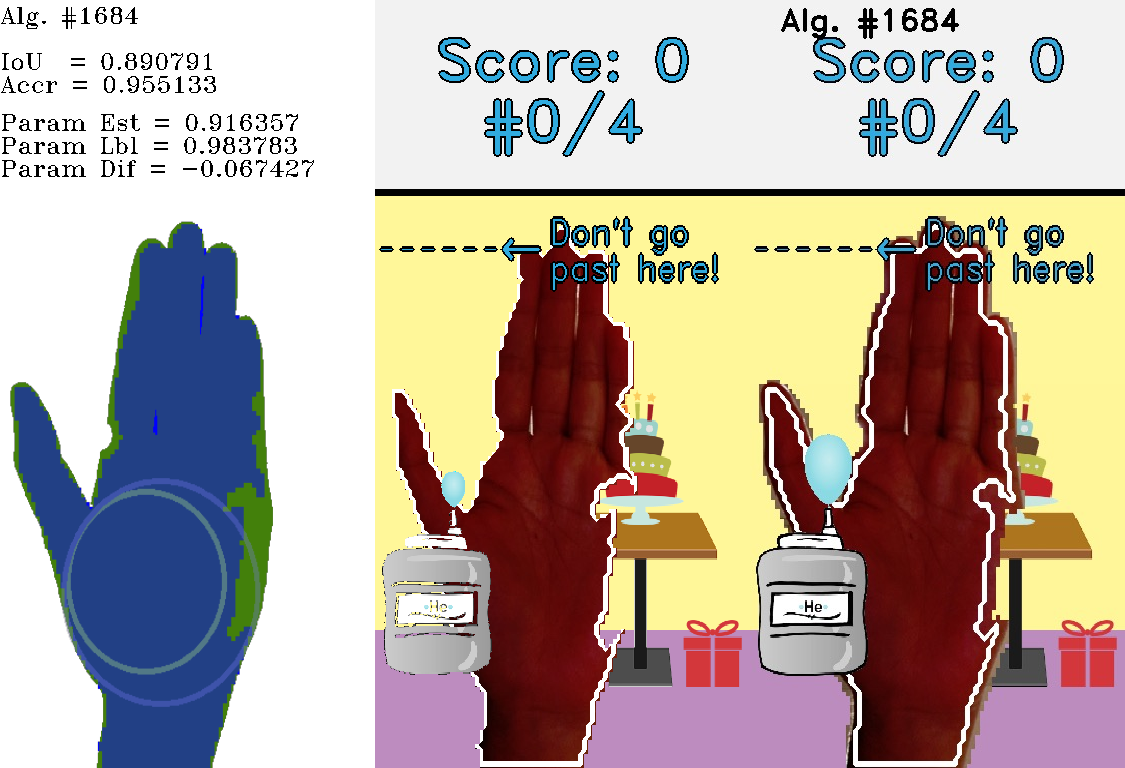 Alg. #1684
IoU = 0.890791
Accr = 0.955133
Param Est = 0.916357
Param Lbl = 0.983783
Param Dif = −0.067427
Score: 0
#0/4
Don't go
past here!
He
Alg. #1684
Score: 0
#0/4
Don't go
past here!
He